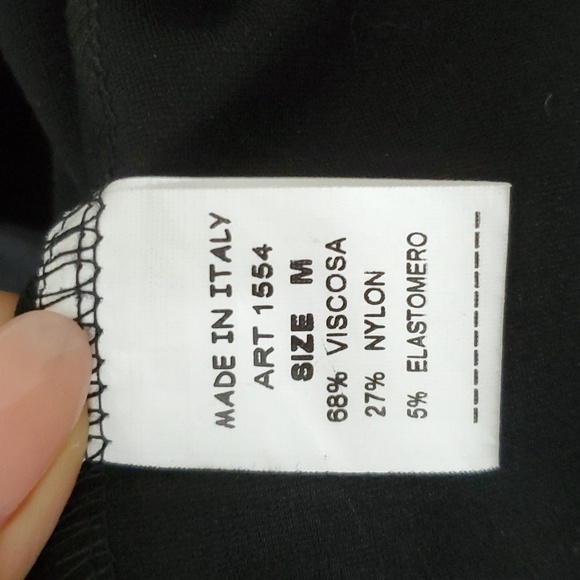 MADE IN ITALY
ART 1554
SIZE M
68% VISCOSA
27% NYLON
5% ELASTOMERO